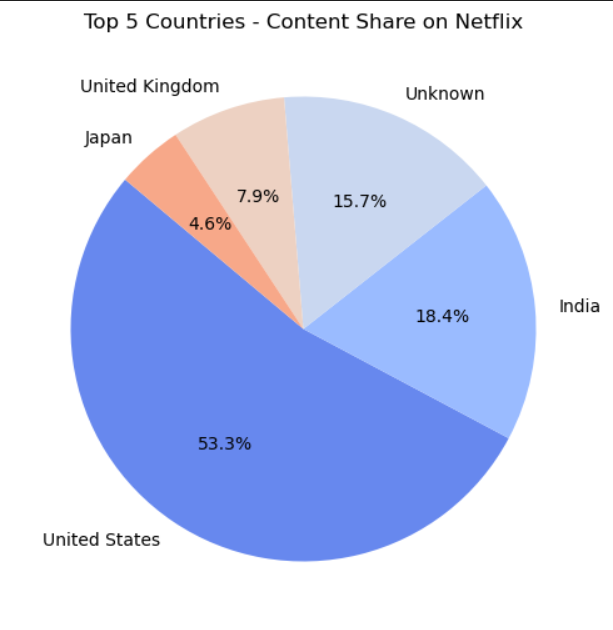 Top 5 Countries - Content Share on Netflix
United Kingdom
Unknown
Japan
7.9%
15.7%
4.6%
India
18.4%
53.3%
United States